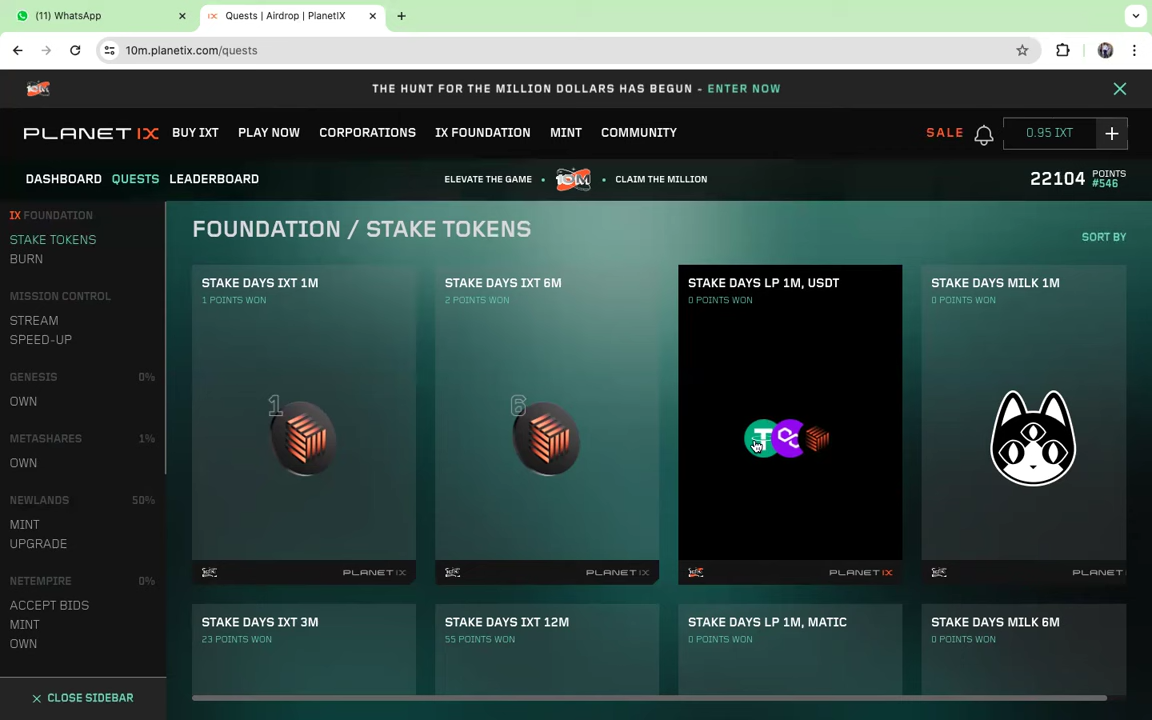 (11) WhatsApp
Quests | Airdrop | PlanetIX
10m.planetix.com/quests
THE HUNT FOR THE MILLION DOLLARS HAS BEGUN - ENTER NOW
PLANET IX
BUY IXT
PLAY NOW
CORPORATIONS
IX FOUNDATION
MINT
COMMUNITY
SALE
0.95 IXT
DASHBOARD
QUESTS
LEADERBOARD
ELEVATE THE GAME
10M
CLAIM THE MILLION
22104
POINTS
#546
IX FOUNDATION
STAKE TOKENS
BURN
MISSION CONTROL
STREAM
SPEED-UP
GENESIS 0%
OWN
METASHARES 1%
OWN
NEWLANDS 50%
MINT
UPGRADE
NETEMPIRE 0%
ACCEPT BIDS
MINT
OWN
CLOSE SIDEBAR
FOUNDATION / STAKE TOKENS
SORT BY
STAKE DAYS IXT 1M
1 POINTS WON
1
PLANET IX
STAKE DAYS IXT 6M
2 POINTS WON
6
PLANET IX
STAKE DAYS LP 1M, USDT
0 POINTS WON
PLANET IX
STAKE DAYS MILK 1M
0 POINTS WON
PLANET I
STAKE DAYS IXT 3M
23 POINTS WON
STAKE DAYS IXT 12M
55 POINTS WON
STAKE DAYS LP 1M, MATIC
0 POINTS WON
STAKE DAYS MILK 6M
0 POINTS WON